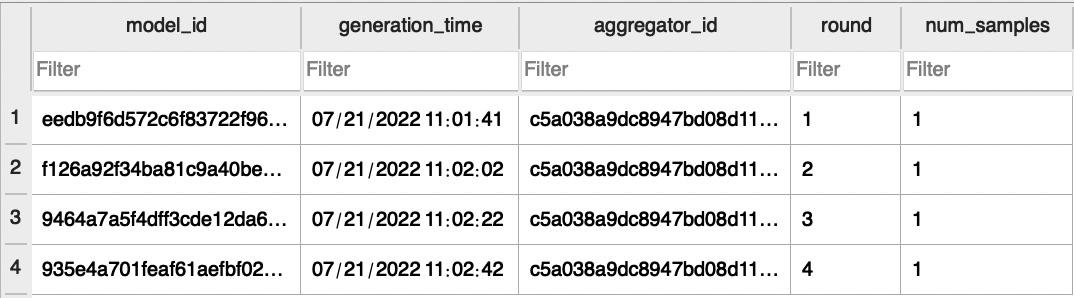 model_id generation_time aggregator_id round num_samples
Filter Filter Filter Filter Filter
1 eedb9f6d572c6f83722f96... 07/21/2022 11:01:41 c5a038a9dc8947bd08d11... 1 1
2 f126a92f34ba81c9a40be... 07/21/2022 11:02:02 c5a038a9dc8947bd08d11... 2 1
3 9464a7a5f4dff3cde12da6... 07/21/2022 11:02:22 c5a038a9dc8947bd08d11... 3 1
4 935e4a701feaf61aefbf02... 07/21/2022 11:02:42 c5a038a9dc8947bd08d11... 4 1